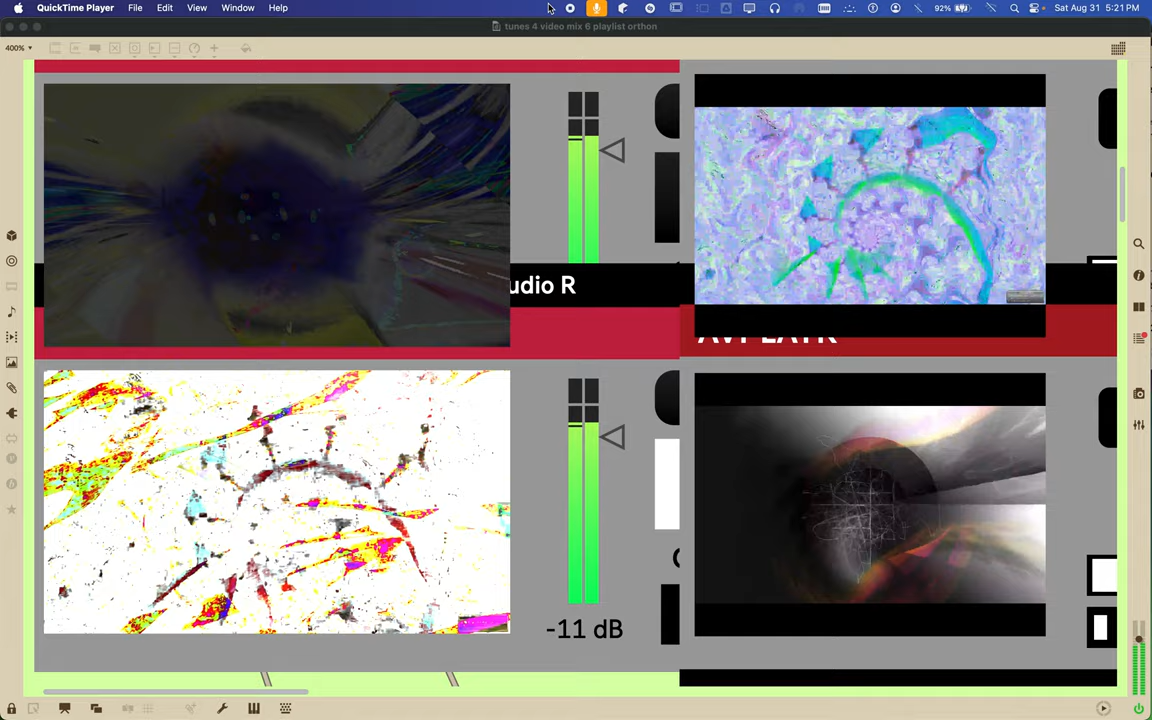 QuickTime Player File Edit View Window Help 92% Sat Aug 31 5:21 PM
tunes 4 video mix 6 playlist orthon
400%
udio R
-11 dB